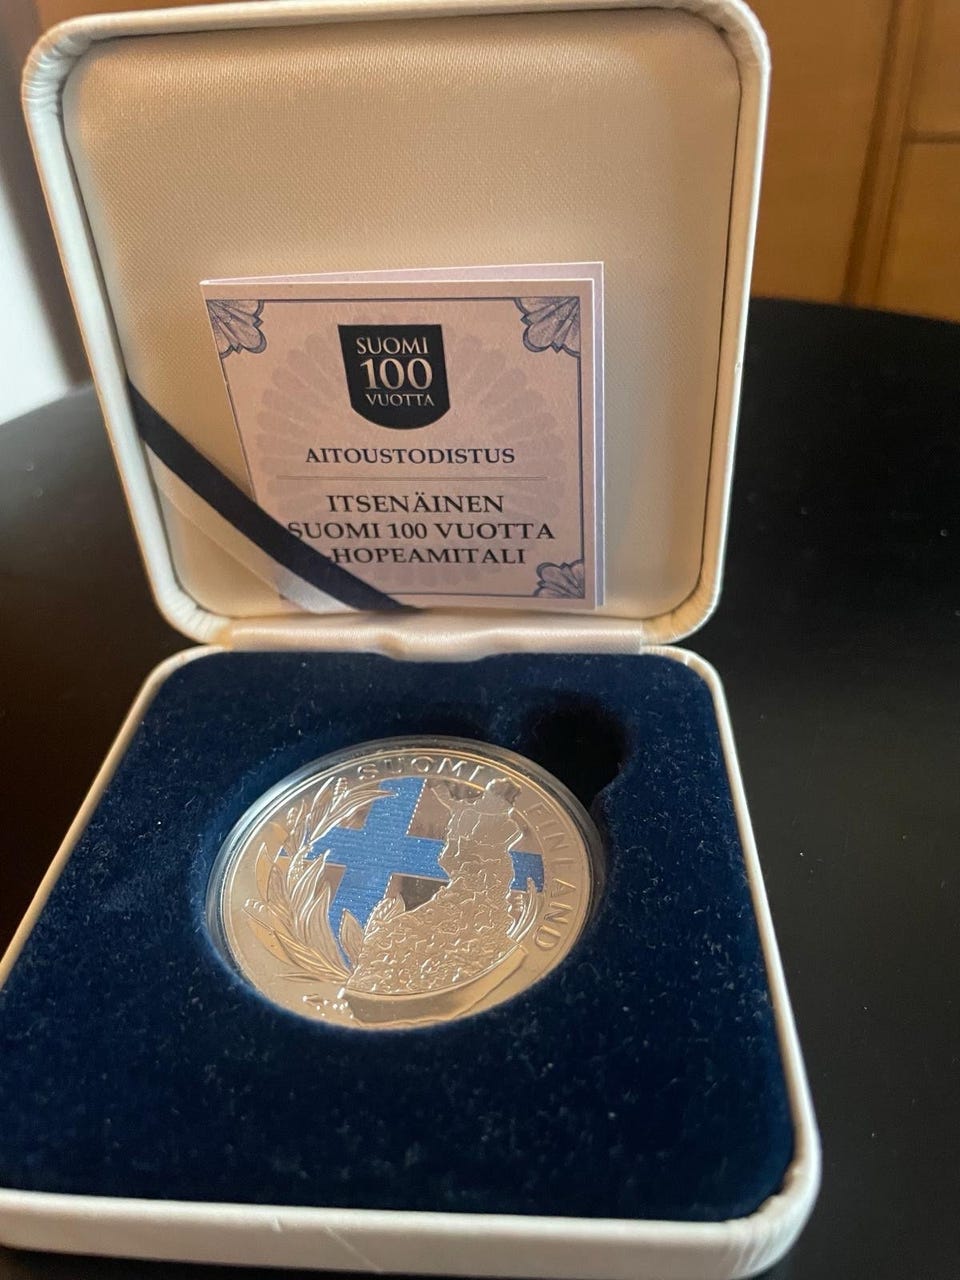 SUOMI
100
VUOTTA
AITOUSTODISTUS
ITSENÄINEN
SUOMI 100 VUOTTA
-HOPEAMITALI
SUOMI FINLAND